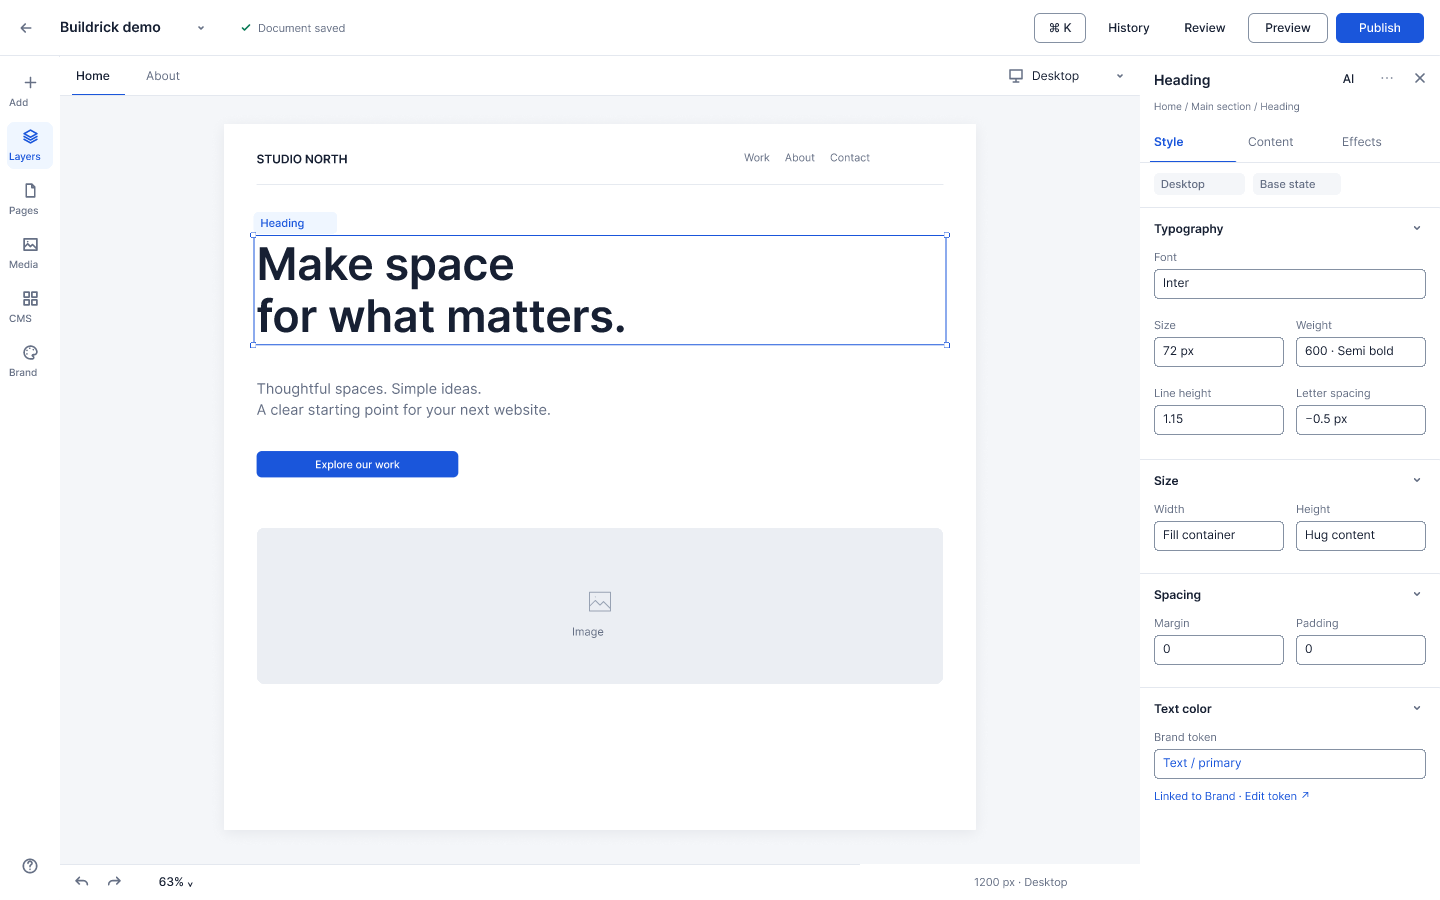 Buildrick demo
Document saved
⌘ K
History
Review
Preview
Publish
Add
Layers
Pages
Media
CMS
Brand
Home
About
Desktop
STUDIO NORTH
Work
About
Contact
Heading
Make space
for what matters.
Thoughtful spaces. Simple ideas.
A clear starting point for your next website.
Explore our work
Image
63%
1200 px · Desktop
Heading
AI
Home / Main section / Heading
Style
Content
Effects
Desktop
Base state
Typography
Font
Inter
Size
Weight
72 px
600 · Semi bold
Line height
Letter spacing
1.15
−0.5 px
Size
Width
Height
Fill container
Hug content
Spacing
Margin
Padding
0
0
Text color
Brand token
Text / primary
Linked to Brand · Edit token ↗